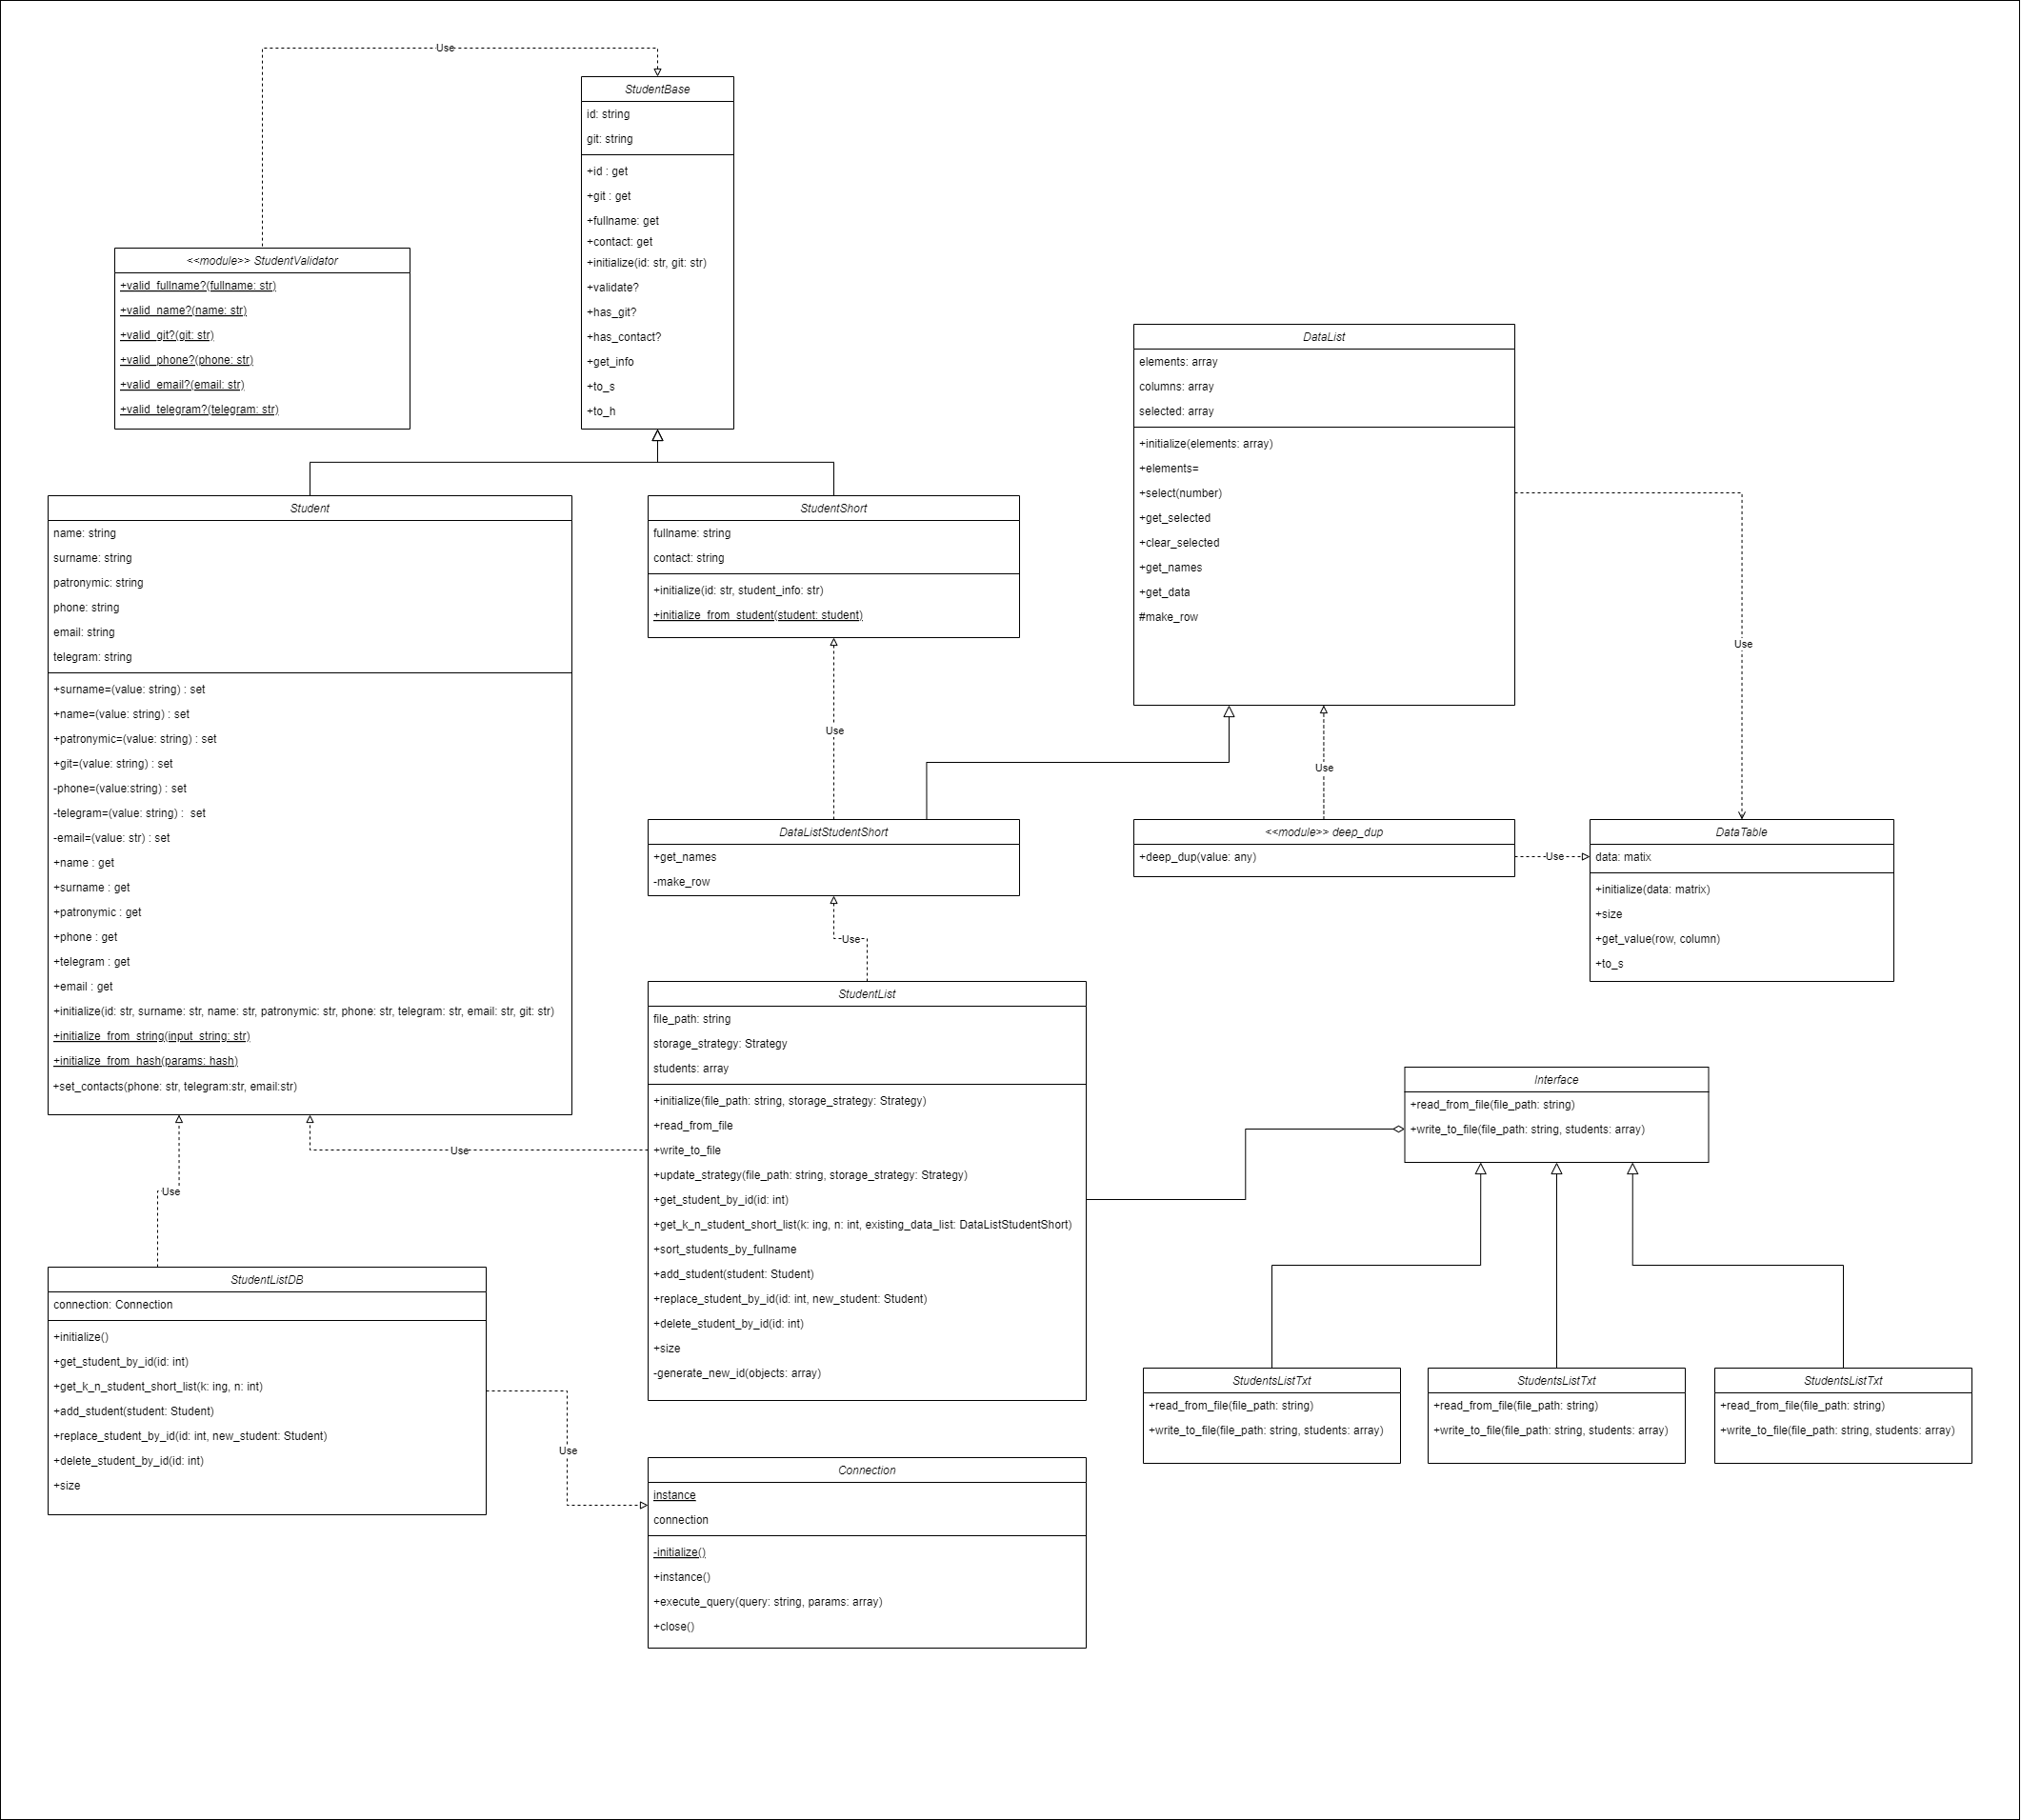 Use
StudentBase
id: string
git: string
+id : get
+git : get
+fullname: get
+contact: get
+initialize(id: str, git: str)
+validate?
+has_git?
+has_contact?
+get_info
+to_s
+to_h
<<module>> StudentValidator
+valid_fullname?(fullname: str)
+valid_name?(name: str)
+valid_git?(git: str)
+valid_phone?(phone: str)
+valid_email?(email: str)
+valid_telegram?(telegram: str)
DataList
elements: array
columns: array
selected: array
+initialize(elements: array)
+elements=
+select(number)
+get_selected
+clear_selected
+get_names
+get_data
#make_row
Use
Student
name: string
surname: string
patronymic: string
phone: string
email: string
telegram: string
+surname=(value: string) : set
+name=(value: string) : set
+patronymic=(value: string) : set
+git=(value: string) : set
-phone=(value:string) : set
-telegram=(value: string) :  set
-email=(value: str) : set
+name : get
+surname : get
+patronymic : get
+phone : get
+telegram : get
+email : get
+initialize(id: str, surname: str, name: str, patronymic: str, phone: str, telegram: str, email: str, git: str)
+initialize_from_string(input_string: str)
+initialize_from_hash(params: hash)
+set_contacts(phone: str, telegram:str, email:str)
StudentShort
fullname: string
contact: string
+initialize(id: str, student_info: str)
+initialize_from_student(student: student)
Use
Use
DataListStudentShort
+get_names
-make_row
<<module>> deep_dup
+deep_dup(value: any)
Use
DataTable
data: matix
+initialize(data: matrix)
+size
+get_value(row, column)
+to_s
Use
StudentList
file_path: string
storage_strategy: Strategy
students: array
+initialize(file_path: string, storage_strategy: Strategy)
+read_from_file
+write_to_file
+update_strategy(file_path: string, storage_strategy: Strategy)
+get_student_by_id(id: int)
+get_k_n_student_short_list(k: ing, n: int, existing_data_list: DataListStudentShort)
+sort_students_by_fullname
+add_student(student: Student)
+replace_student_by_id(id: int, new_student: Student)
+delete_student_by_id(id: int)
+size
-generate_new_id(objects: array)
Interface
+read_from_file(file_path: string)
+write_to_file(file_path: string, students: array)
Use
Use
StudentListDB
connection: Connection
+initialize()
+get_student_by_id(id: int)
+get_k_n_student_short_list(k: ing, n: int)
+add_student(student: Student)
+replace_student_by_id(id: int, new_student: Student)
+delete_student_by_id(id: int)
+size
Use
StudentsListTxt
+read_from_file(file_path: string)
+write_to_file(file_path: string, students: array)
StudentsListTxt
+read_from_file(file_path: string)
+write_to_file(file_path: string, students: array)
StudentsListTxt
+read_from_file(file_path: string)
+write_to_file(file_path: string, students: array)
Connection
instance
connection
-initialize()
+instance()
+execute_query(query: string, params: array)
+close()